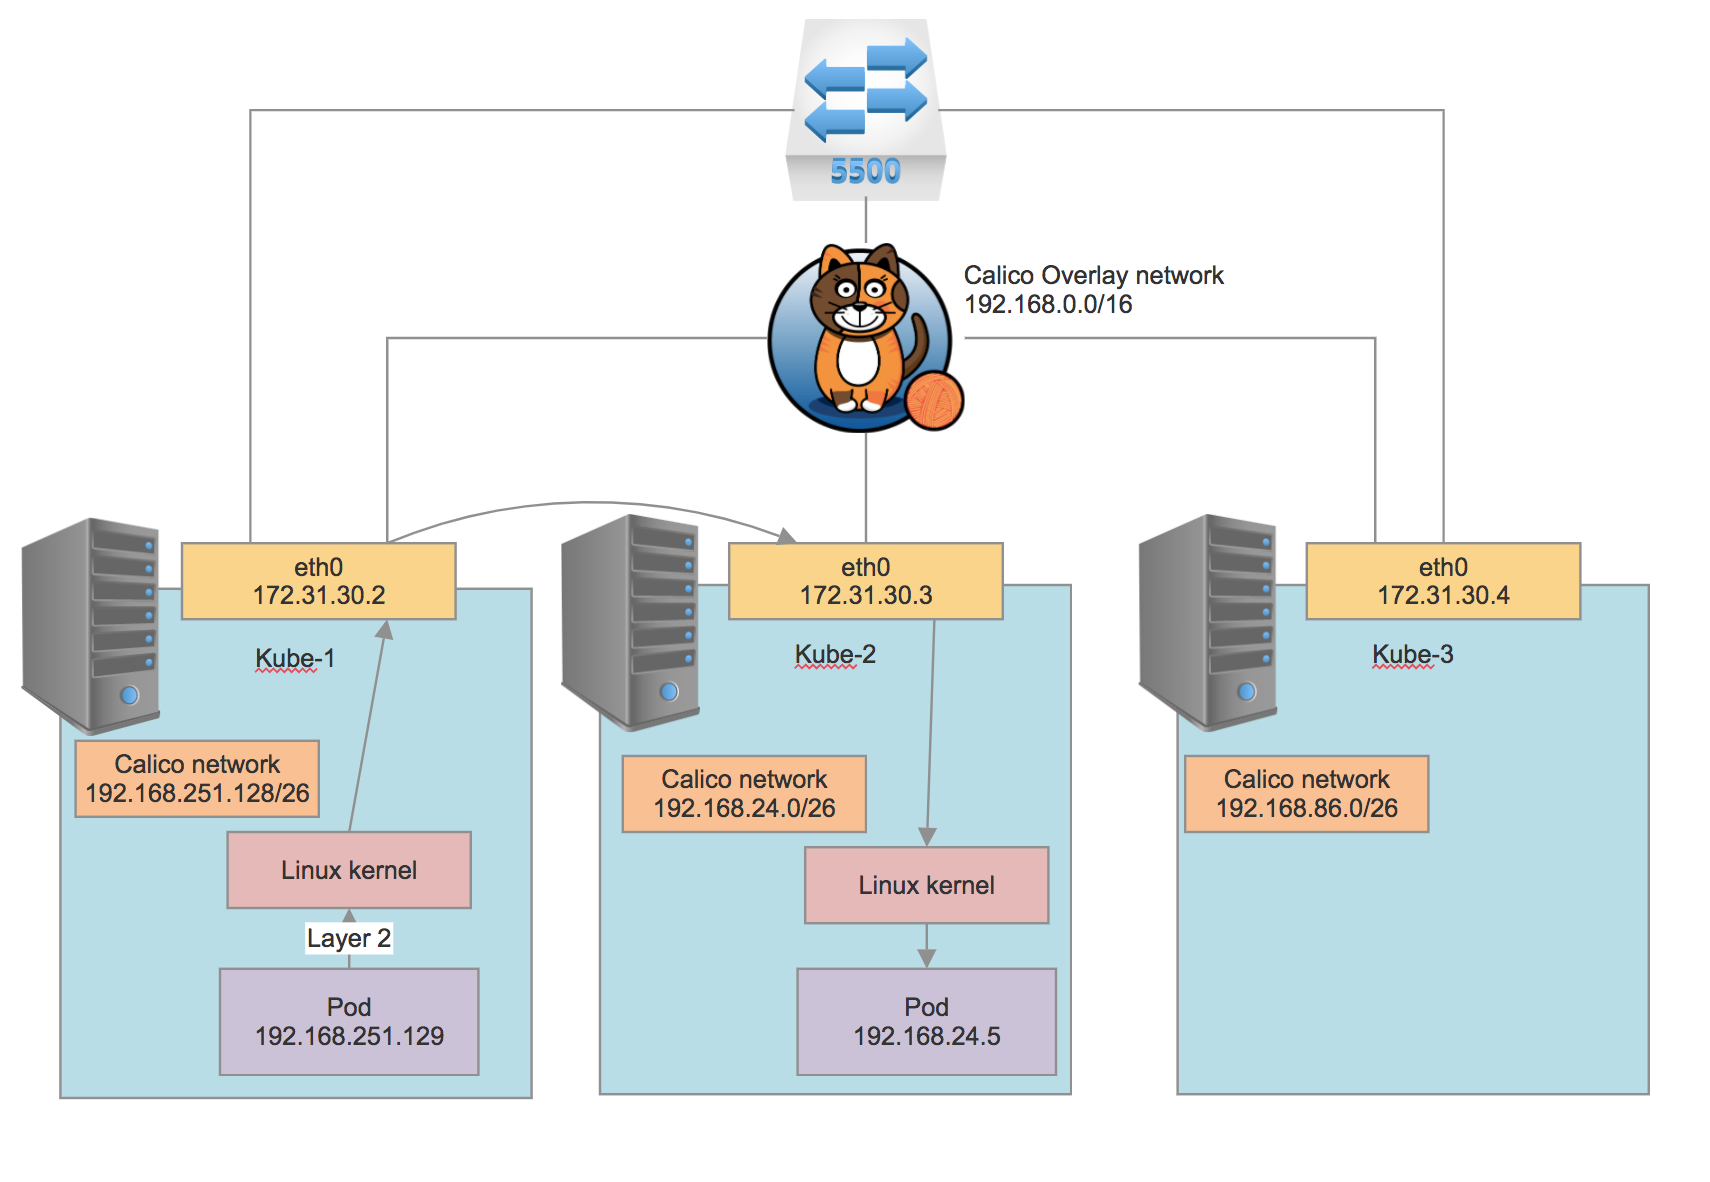 5500
Calico Overlay network
192.168.0.0/16
eth0
172.31.30.2
Kube-1
Calico network
192.168.251.128/26
Linux kernel
Layer 2
Pod
192.168.251.129
eth0
172.31.30.3
Kube-2
Calico network
192.168.24.0/26
Linux kernel
Pod
192.168.24.5
eth0
172.31.30.4
Kube-3
Calico network
192.168.86.0/26